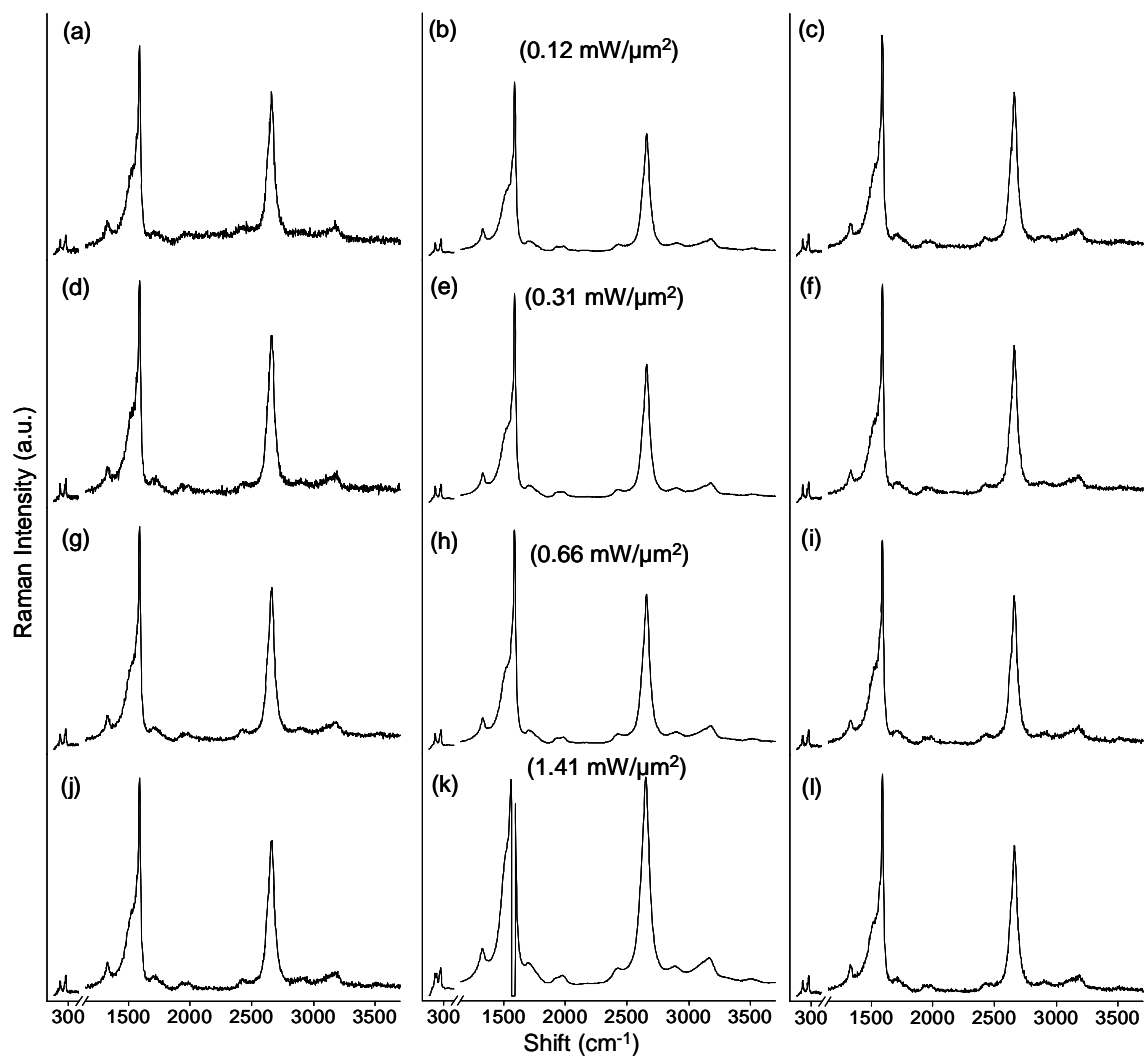 (a)
(b)
(0.12 mW/µm²)
(c)
(d)
(e)
(0.31 mW/µm²)
(f)
(g)
(h)
(0.66 mW/µm²)
(i)
(j)
(k)
(1.41 mW/µm²)
(l)
Raman Intensity (a.u.)
300 1500 2000 2500 3000 3500
300 1500 2000 2500 3000 3500
300 1500 2000 2500 3000 3500
Shift (cm⁻¹)